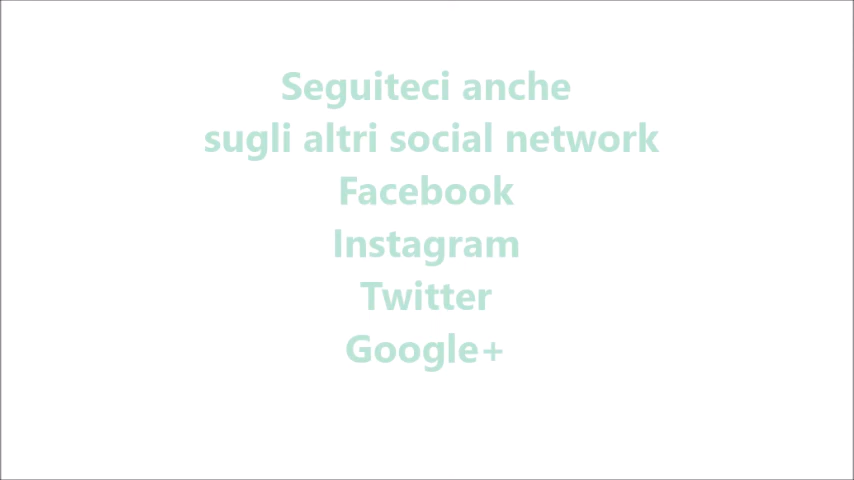 Seguiteci anche
sugli altri social network
Facebook
Instagram
Twitter
Google+